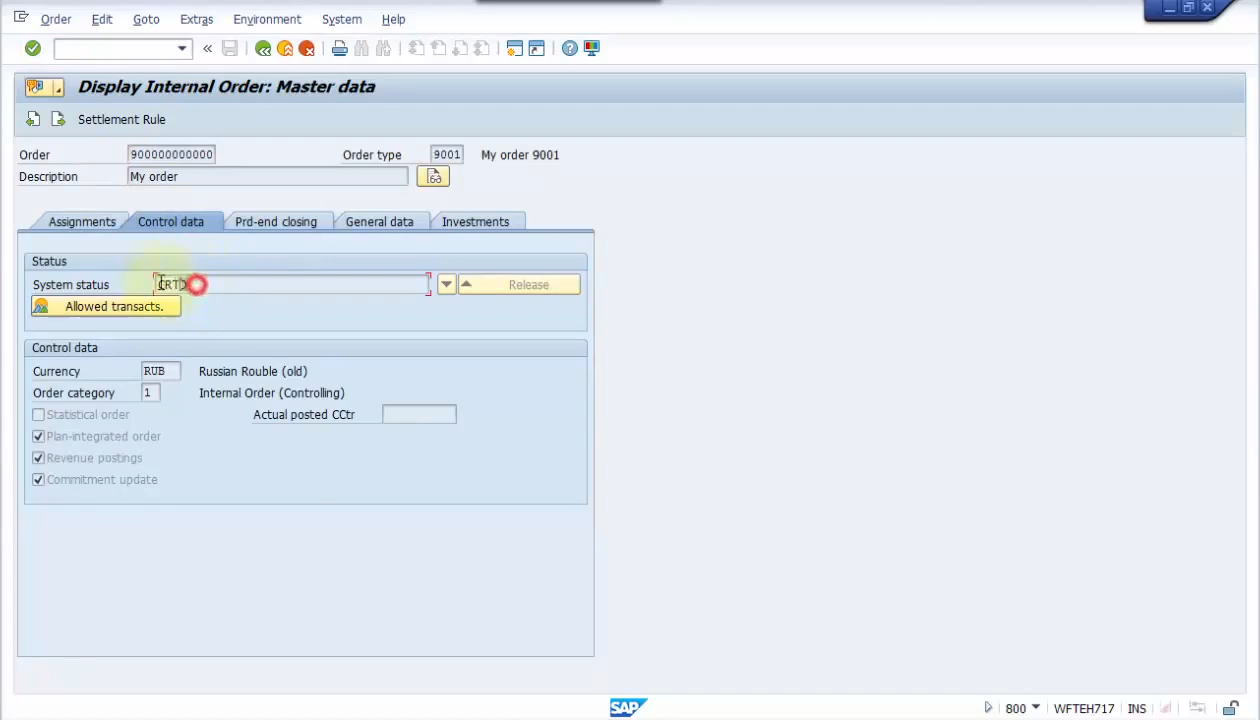 Order Edit Goto Extras Environment System Help
Display Internal Order: Master data
Settlement Rule
Order 900000000000 Order type 9001 My order 9001
Description My order
Assignments Control data Prd-end closing General data Investments
Status
System status CRTD Release
Allowed transacts.
Control data
Currency RUB Russian Rouble (old)
Order category 1 Internal Order (Controlling)
Statistical order Actual posted CCtr
Plan-integrated order
Revenue postings
Commitment update
SAP 800 WFTEH717 INS